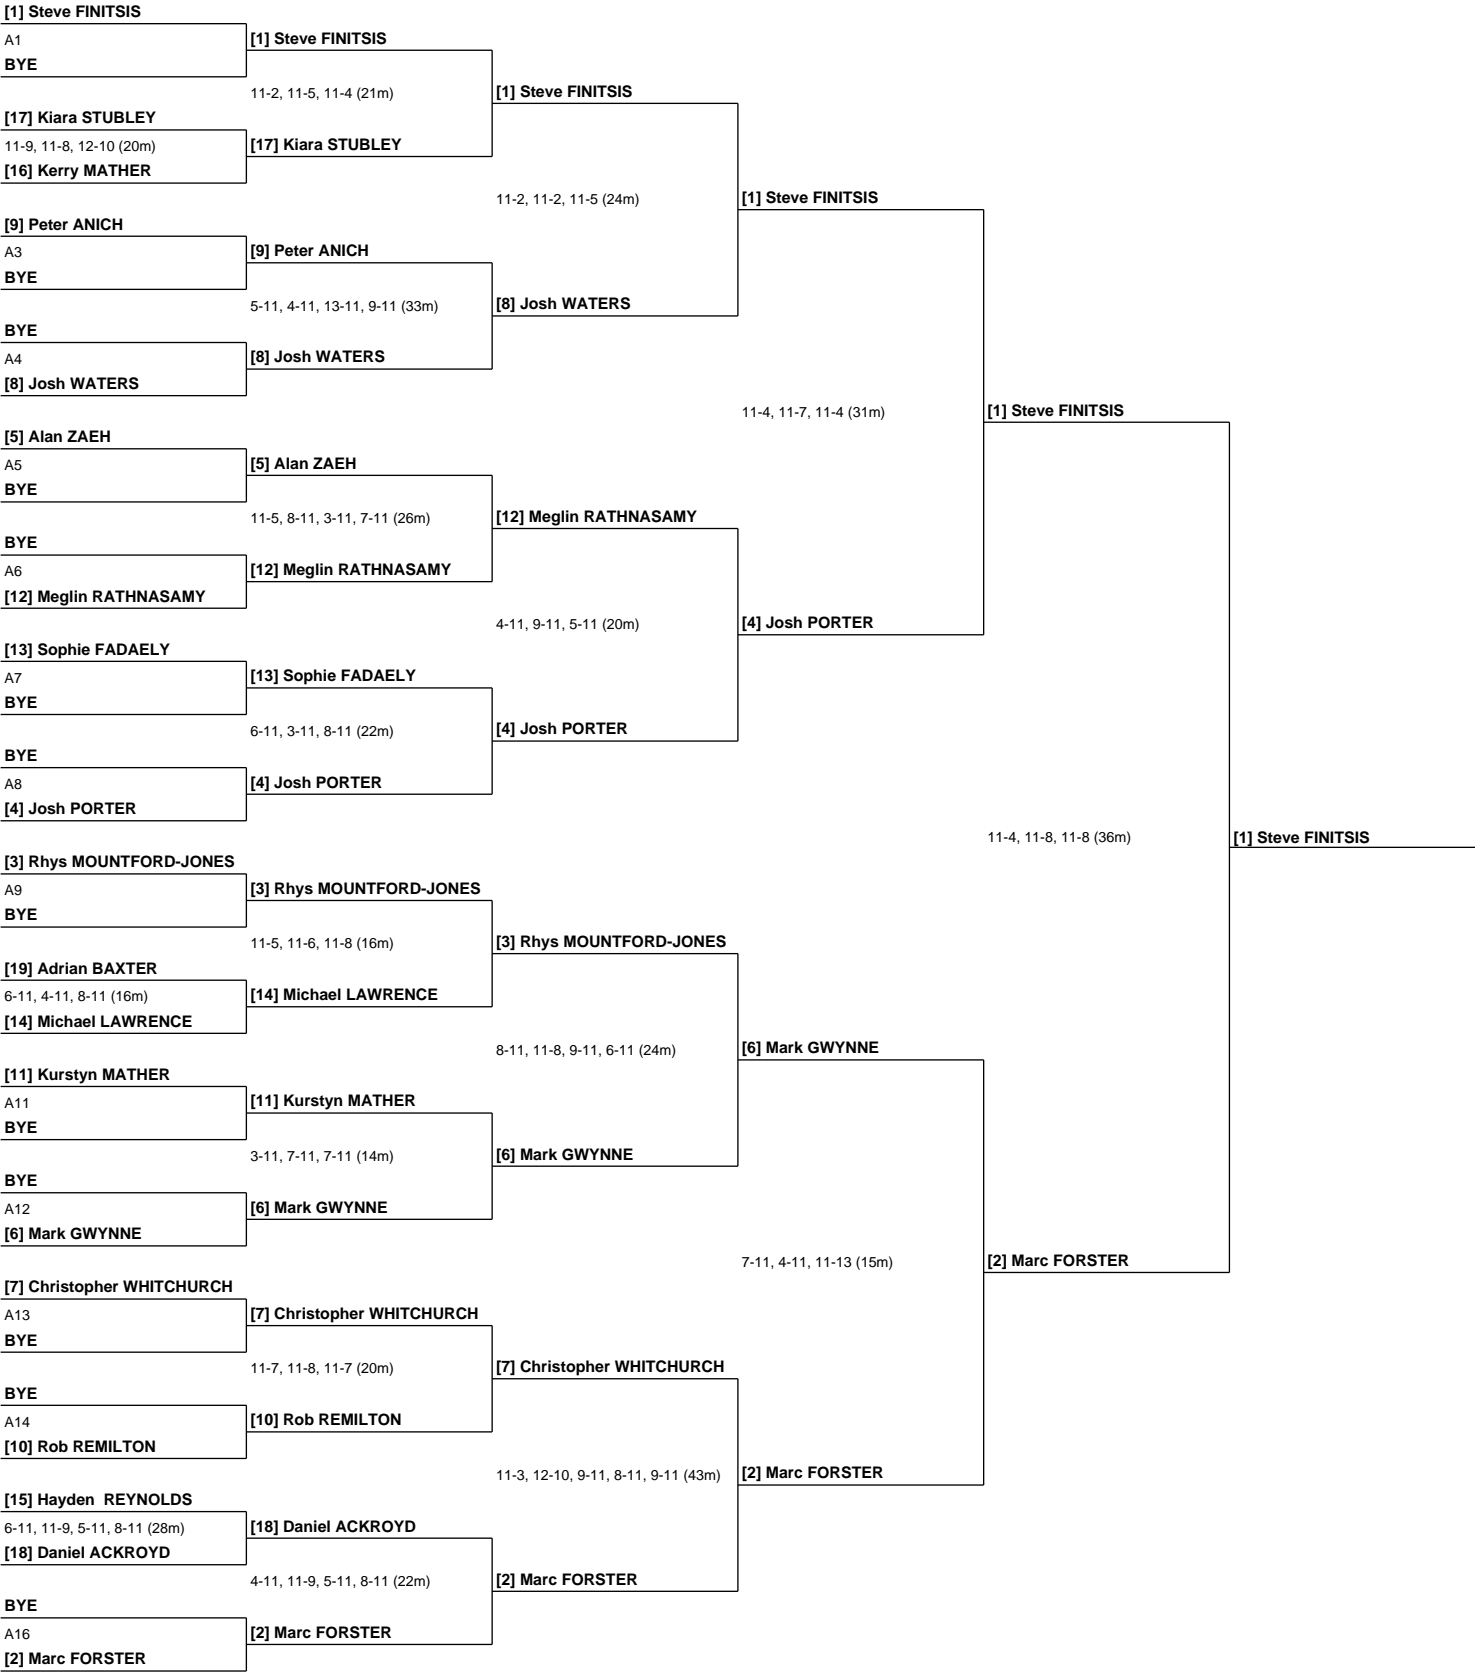 [1] Steve FINITSIS
A1
BYE
[17] Kiara STUBLEY
11-9, 11-8, 12-10 (20m)
[16] Kerry MATHER
[9] Peter ANICH
A3
BYE
BYE
A4
[8] Josh WATERS
[5] Alan ZAEH
A5
BYE
BYE
A6
[12] Meglin RATHNASAMY
[13] Sophie FADAELY
A7
BYE
BYE
A8
[4] Josh PORTER
[3] Rhys MOUNTFORD-JONES
A9
BYE
[19] Adrian BAXTER
6-11, 4-11, 8-11 (16m)
[14] Michael LAWRENCE
[11] Kurstyn MATHER
A11
BYE
BYE
A12
[6] Mark GWYNNE
[7] Christopher WHITCHURCH
A13
BYE
BYE
A14
[10] Rob REMILTON
[15] Hayden  REYNOLDS
6-11, 11-9, 5-11, 8-11 (28m)
[18] Daniel ACKROYD
BYE
A16
[2] Marc FORSTER
[1] Steve FINITSIS
11-2, 11-5, 11-4 (21m)
[17] Kiara STUBLEY
[9] Peter ANICH
5-11, 4-11, 13-11, 9-11 (33m)
[8] Josh WATERS
[5] Alan ZAEH
11-5, 8-11, 3-11, 7-11 (26m)
[12] Meglin RATHNASAMY
[13] Sophie FADAELY
6-11, 3-11, 8-11 (22m)
[4] Josh PORTER
[3] Rhys MOUNTFORD-JONES
11-5, 11-6, 11-8 (16m)
[14] Michael LAWRENCE
[11] Kurstyn MATHER
3-11, 7-11, 7-11 (14m)
[6] Mark GWYNNE
[7] Christopher WHITCHURCH
11-7, 11-8, 11-7 (20m)
[10] Rob REMILTON
[18] Daniel ACKROYD
4-11, 11-9, 5-11, 8-11 (22m)
[2] Marc FORSTER
[1] Steve FINITSIS
11-2, 11-2, 11-5 (24m)
[8] Josh WATERS
[12] Meglin RATHNASAMY
4-11, 9-11, 5-11 (20m)
[4] Josh PORTER
[3] Rhys MOUNTFORD-JONES
8-11, 11-8, 9-11, 6-11 (24m)
[6] Mark GWYNNE
[7] Christopher WHITCHURCH
11-3, 12-10, 9-11, 8-11, 9-11 (43m)
[2] Marc FORSTER
[1] Steve FINITSIS
11-4, 11-7, 11-4 (31m)
[4] Josh PORTER
[6] Mark GWYNNE
7-11, 4-11, 11-13 (15m)
[2] Marc FORSTER
[1] Steve FINITSIS
11-4, 11-8, 11-8 (36m)
[2] Marc FORSTER
[1] Steve FINITSIS